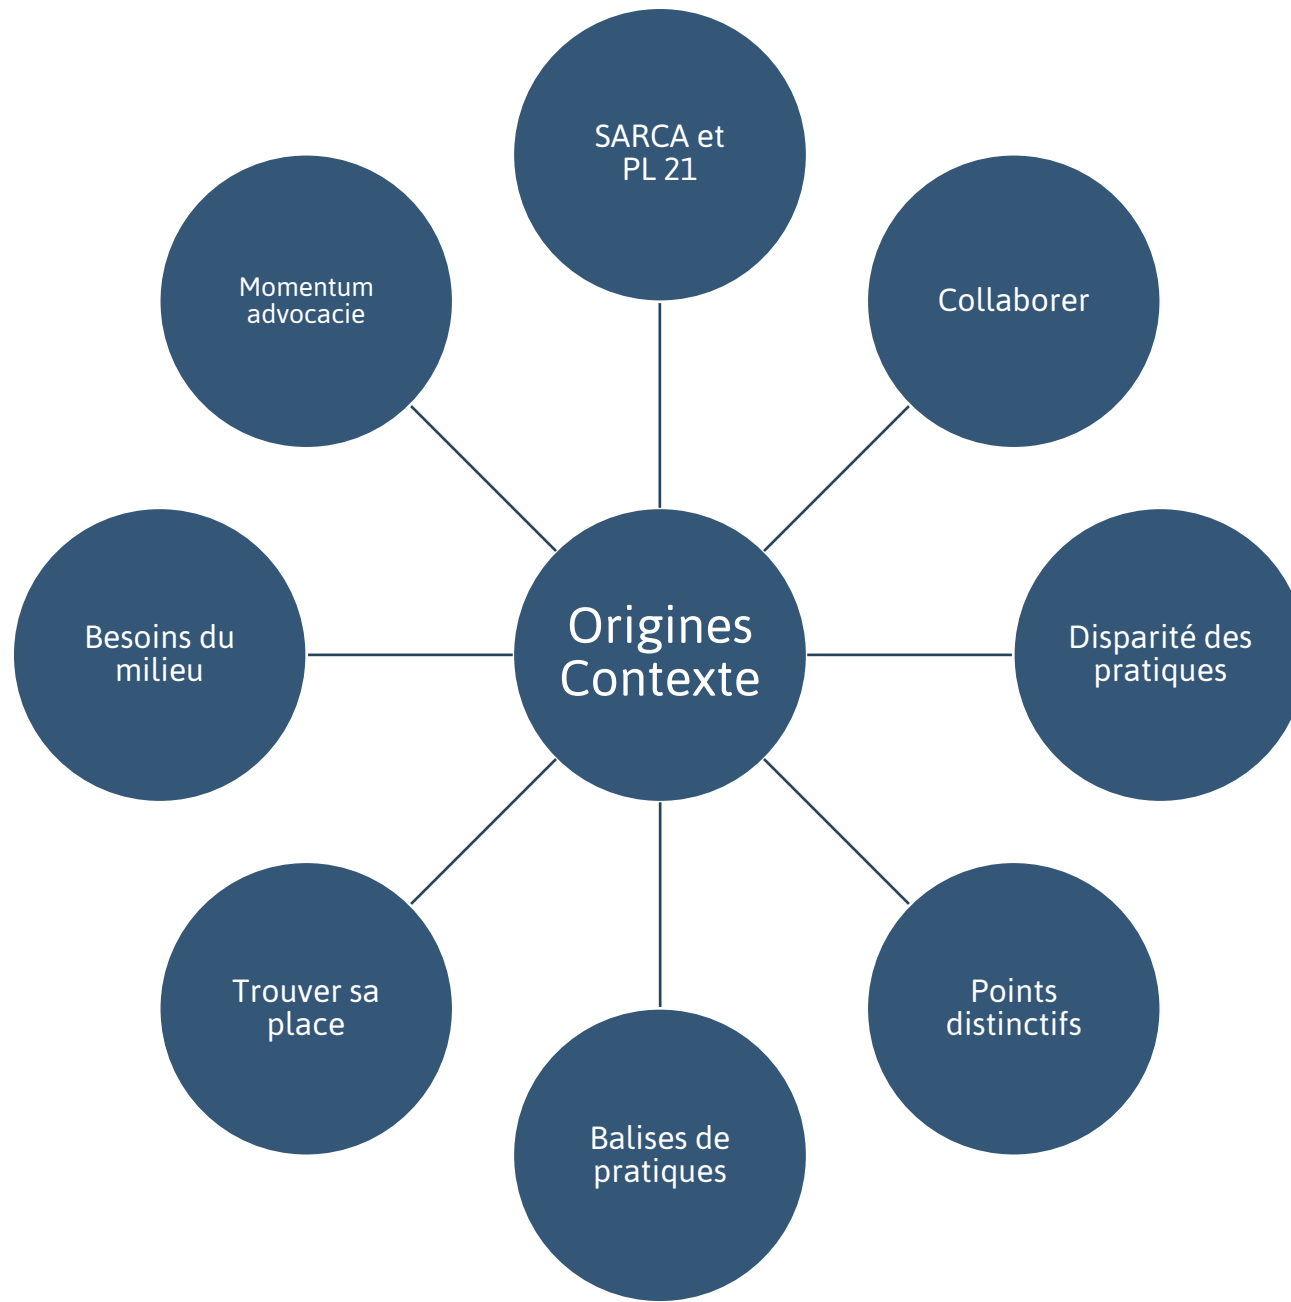 SARCA et
PL 21
Momentum
advocacie
Collaborer
Besoins du
milieu
Origines
Contexte
Disparité des
pratiques
Trouver sa
place
Points
distinctifs
Balises de
pratiques